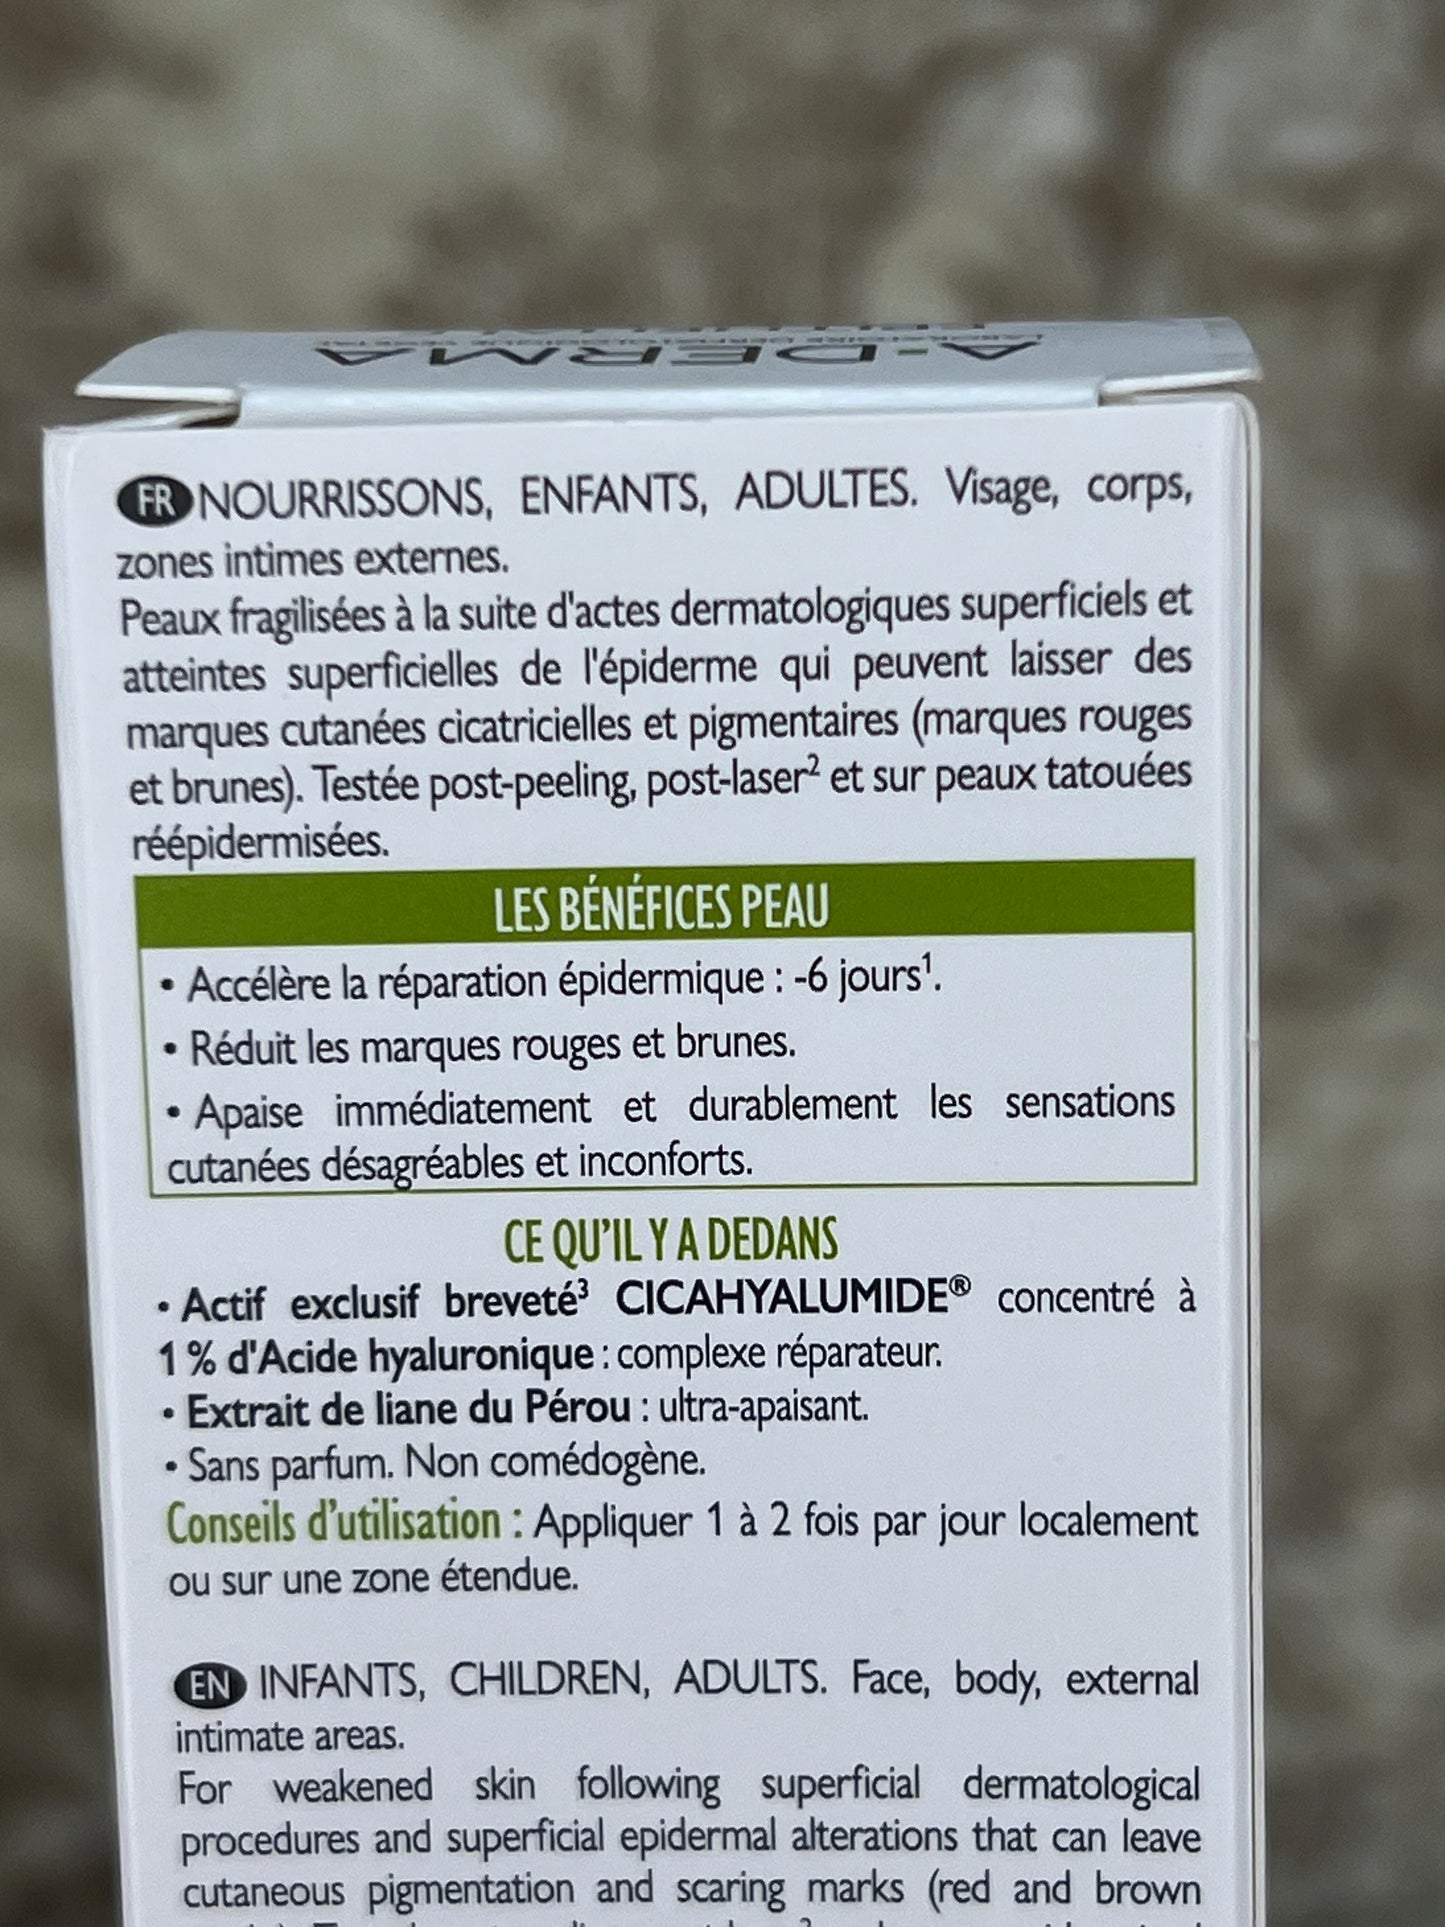 A-DERMA
FR NOURRISSONS, ENFANTS, ADULTES. Visage, corps,
zones intimes externes.
Peaux fragilisées à la suite d'actes dermatologiques superficiels et
atteintes superficielles de l'épiderme qui peuvent laisser des
marques cutanées cicatricielles et pigmentaires (marques rouges
et brunes). Testée post-peeling, post-laser² et sur peaux tatouées
réépidermisées.
LES BÉNÉFICES PEAU
• Accélère la réparation épidermique : -6 jours¹.
• Réduit les marques rouges et brunes.
• Apaise immédiatement et durablement les sensations
cutanées désagréables et inconforts.
CE QU’IL Y A DEDANS
• Actif exclusif breveté³ CICAHYALUMIDE® concentré à
1 % d'Acide hyaluronique : complexe réparateur.
• Extrait de liane du Pérou : ultra-apaisant.
• Sans parfum. Non comédogène.
Conseils d’utilisation : Appliquer 1 à 2 fois par jour localement
ou sur une zone étendue.
EN INFANTS, CHILDREN, ADULTS. Face, body, external
intimate areas.
For weakened skin following superficial dermatological
procedures and superficial epidermal alterations that can leave
cutaneous pigmentation and scaring marks (red and brown